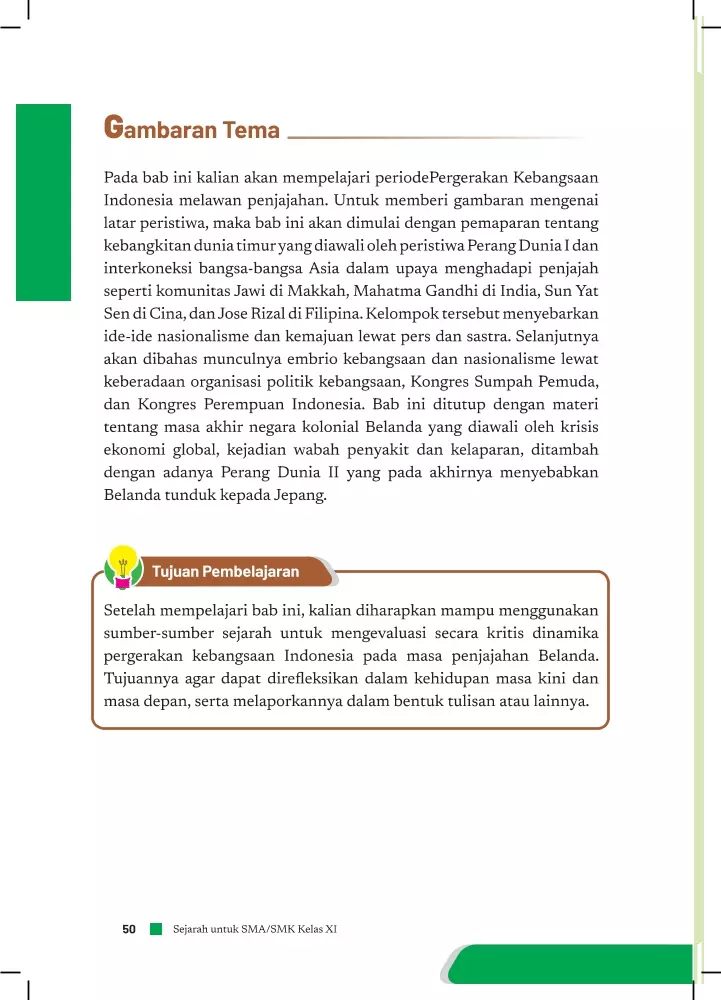 Gambaran Tema
Pada bab ini kalian akan mempelajari periodePergerakan Kebangsaan
Indonesia melawan penjajahan. Untuk memberi gambaran mengenai
latar peristiwa, maka bab ini akan dimulai dengan pemaparan tentang
kebangkitan dunia timur yang diawali oleh peristiwa Perang Dunia I dan
interkoneksi bangsa-bangsa Asia dalam upaya menghadapi penjajah
seperti komunitas Jawi di Makkah, Mahatma Gandhi di India, Sun Yat
Sen di Cina, dan Jose Rizal di Filipina. Kelompok tersebut menyebarkan
ide-ide nasionalisme dan kemajuan lewat pers dan sastra. Selanjutnya
akan dibahas munculnya embrio kebangsaan dan nasionalisme lewat
keberadaan organisasi politik kebangsaan, Kongres Sumpah Pemuda,
dan Kongres Perempuan Indonesia. Bab ini ditutup dengan materi
tentang masa akhir negara kolonial Belanda yang diawali oleh krisis
ekonomi global, kejadian wabah penyakit dan kelaparan, ditambah
dengan adanya Perang Dunia II yang pada akhirnya menyebabkan
Belanda tunduk kepada Jepang.
Tujuan Pembelajaran
Setelah mempelajari bab ini, kalian diharapkan mampu menggunakan
sumber-sumber sejarah untuk mengevaluasi secara kritis dinamika
pergerakan kebangsaan Indonesia pada masa penjajahan Belanda.
Tujuannya agar dapat direfleksikan dalam kehidupan masa kini dan
masa depan, serta melaporkannya dalam bentuk tulisan atau lainnya.
50 Sejarah untuk SMA/SMK Kelas XI